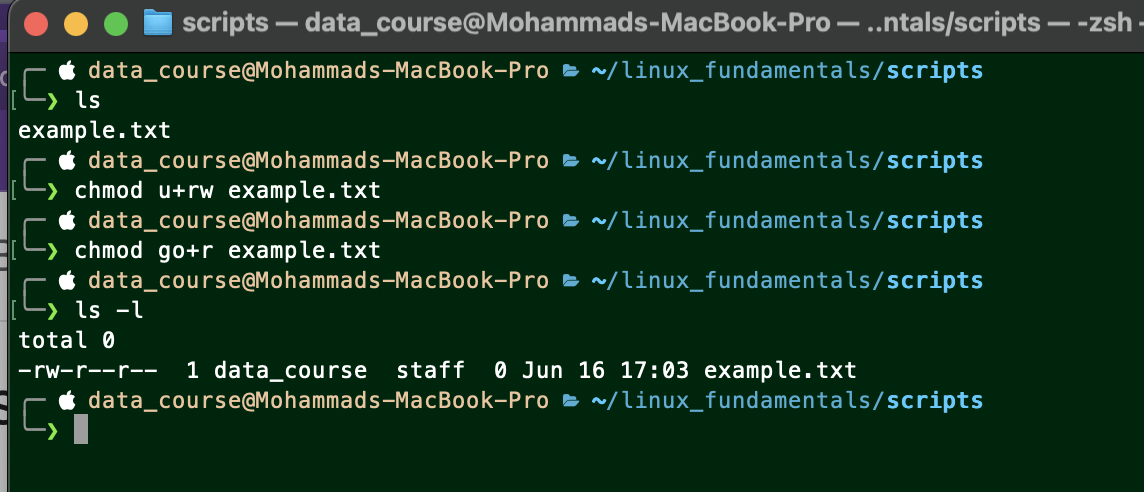 scripts — data_course@Mohammads-MacBook-Pro — ..ntals/scripts — -zsh
data_course@Mohammads-MacBook-Pro ~/linux_fundamentals/scripts
❯ ls
example.txt
data_course@Mohammads-MacBook-Pro ~/linux_fundamentals/scripts
❯ chmod u+rw example.txt
data_course@Mohammads-MacBook-Pro ~/linux_fundamentals/scripts
❯ chmod go+r example.txt
data_course@Mohammads-MacBook-Pro ~/linux_fundamentals/scripts
❯ ls -l
total 0
-rw-r--r--  1 data_course  staff  0 Jun 16 17:03 example.txt
data_course@Mohammads-MacBook-Pro ~/linux_fundamentals/scripts
❯